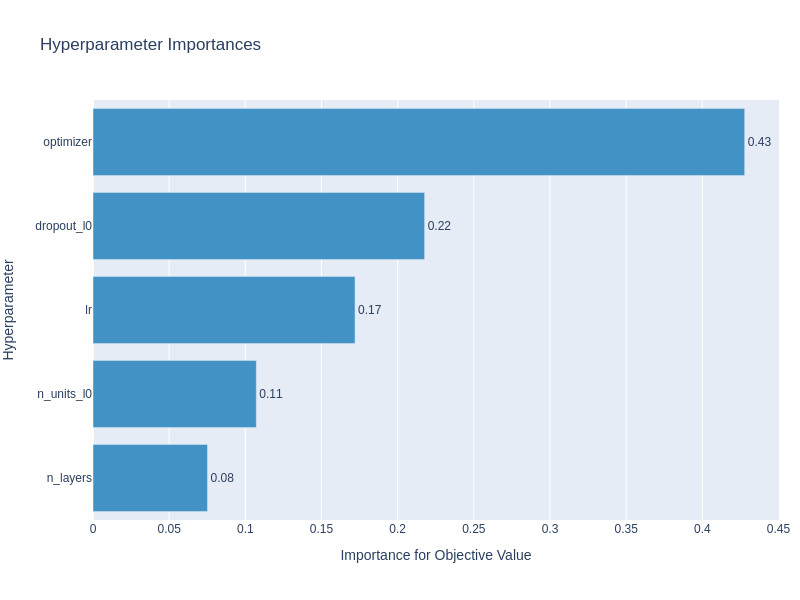 Hyperparameter Importances
optimizer
0.43
dropout_l0
0.22
lr
0.17
n_units_l0
0.11
n_layers
0.08
0
0.05
0.1
0.15
0.2
0.25
0.3
0.35
0.4
0.45
Importance for Objective Value
Hyperparameter